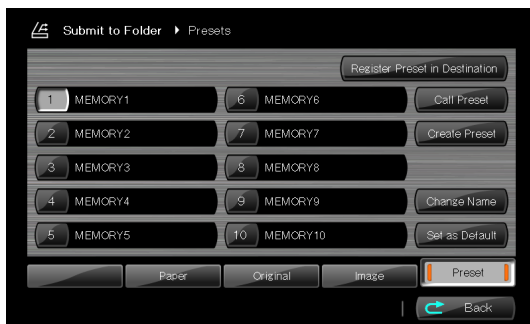 Submit to Folder ▸ Presets
Register Preset in Destination
1 MEMORY1 6 MEMORY6 Call Preset
2 MEMORY2 7 MEMORY7 Create Preset
3 MEMORY3 8 MEMORY8
4 MEMORY4 9 MEMORY9 Change Name
5 MEMORY5 10 MEMORY10 Set as Default
Paper Original Image Preset
Back